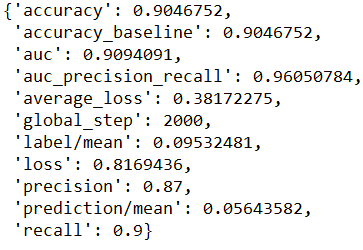 {'accuracy': 0.9046752,
'accuracy_baseline': 0.9046752,
'auc': 0.9094091,
'auc_precision_recall': 0.96050784,
'average_loss': 0.38172275,
'global_step': 2000,
'label/mean': 0.09532481,
'loss': 0.8169436,
'precision': 0.87,
'prediction/mean': 0.05643582,
'recall': 0.9}